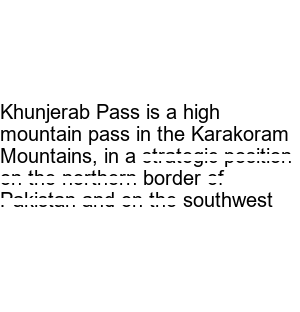 Khunjerab Pass is a high
mountain pass in the Karakoram
Mountains, in a strategic position
on the northern border of
Pakistan and on the southwest